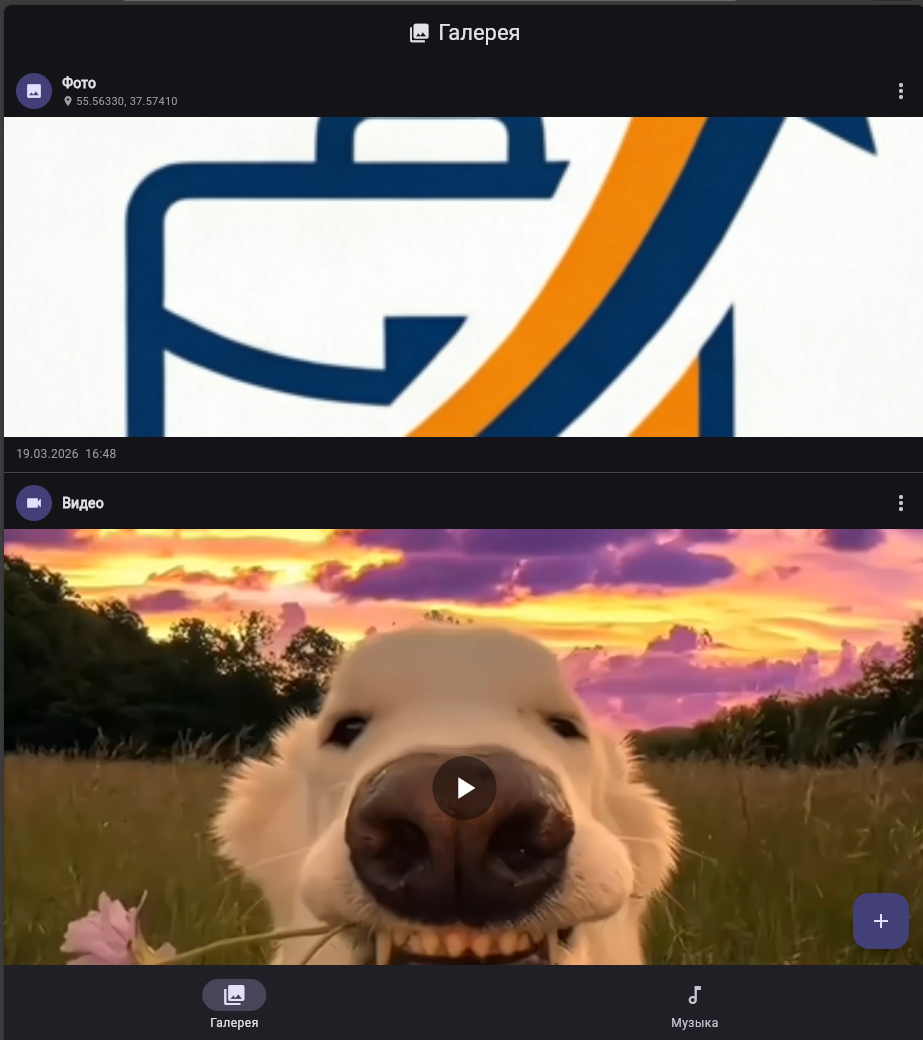 Галерея
Фото
55.56330, 37.57410
19.03.2026 16:48
Видео
Галерея
Музыка